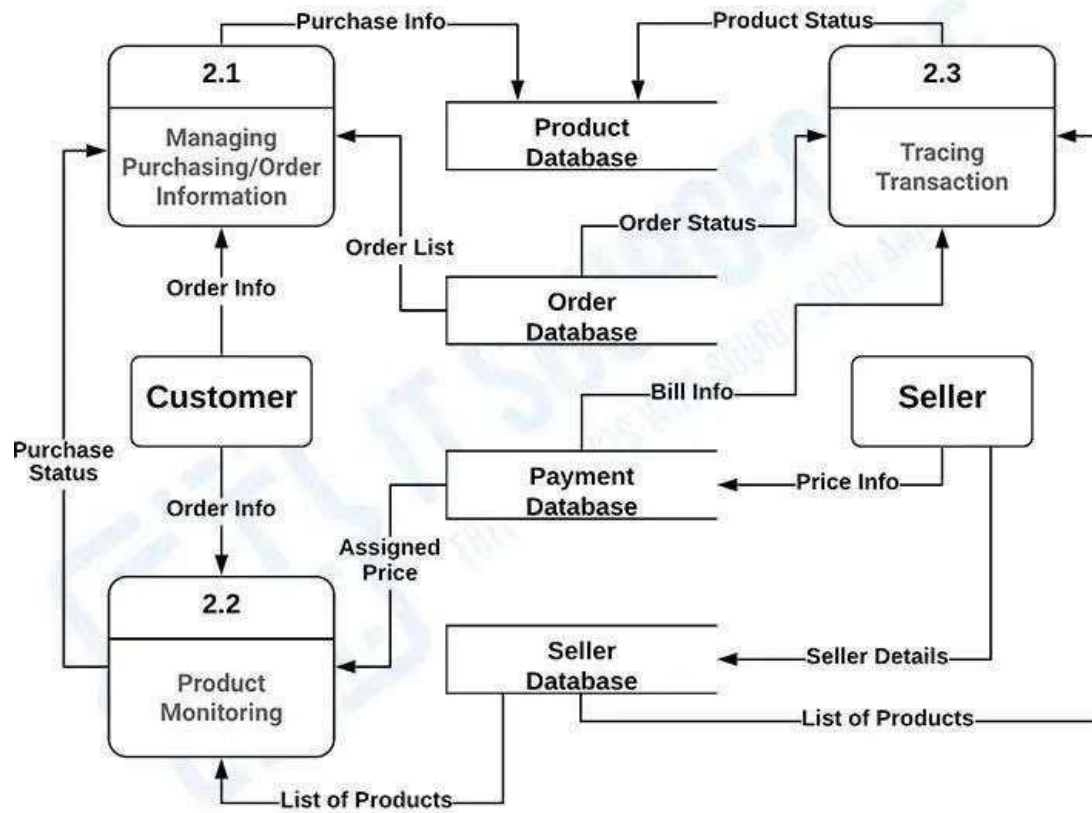 Purchase Info
Product Status
2.1
2.3
Managing
Purchasing/Order
Information
Product
Database
Tracing
Transaction
Order Status
Order List
Order Info
Order
Database
Customer
Bill Info
Seller
Purchase
Status
Payment
Database
Price Info
Order Info
Assigned
Price
2.2
Seller
Database
Seller Details
Product
Monitoring
List of Products
List of Products